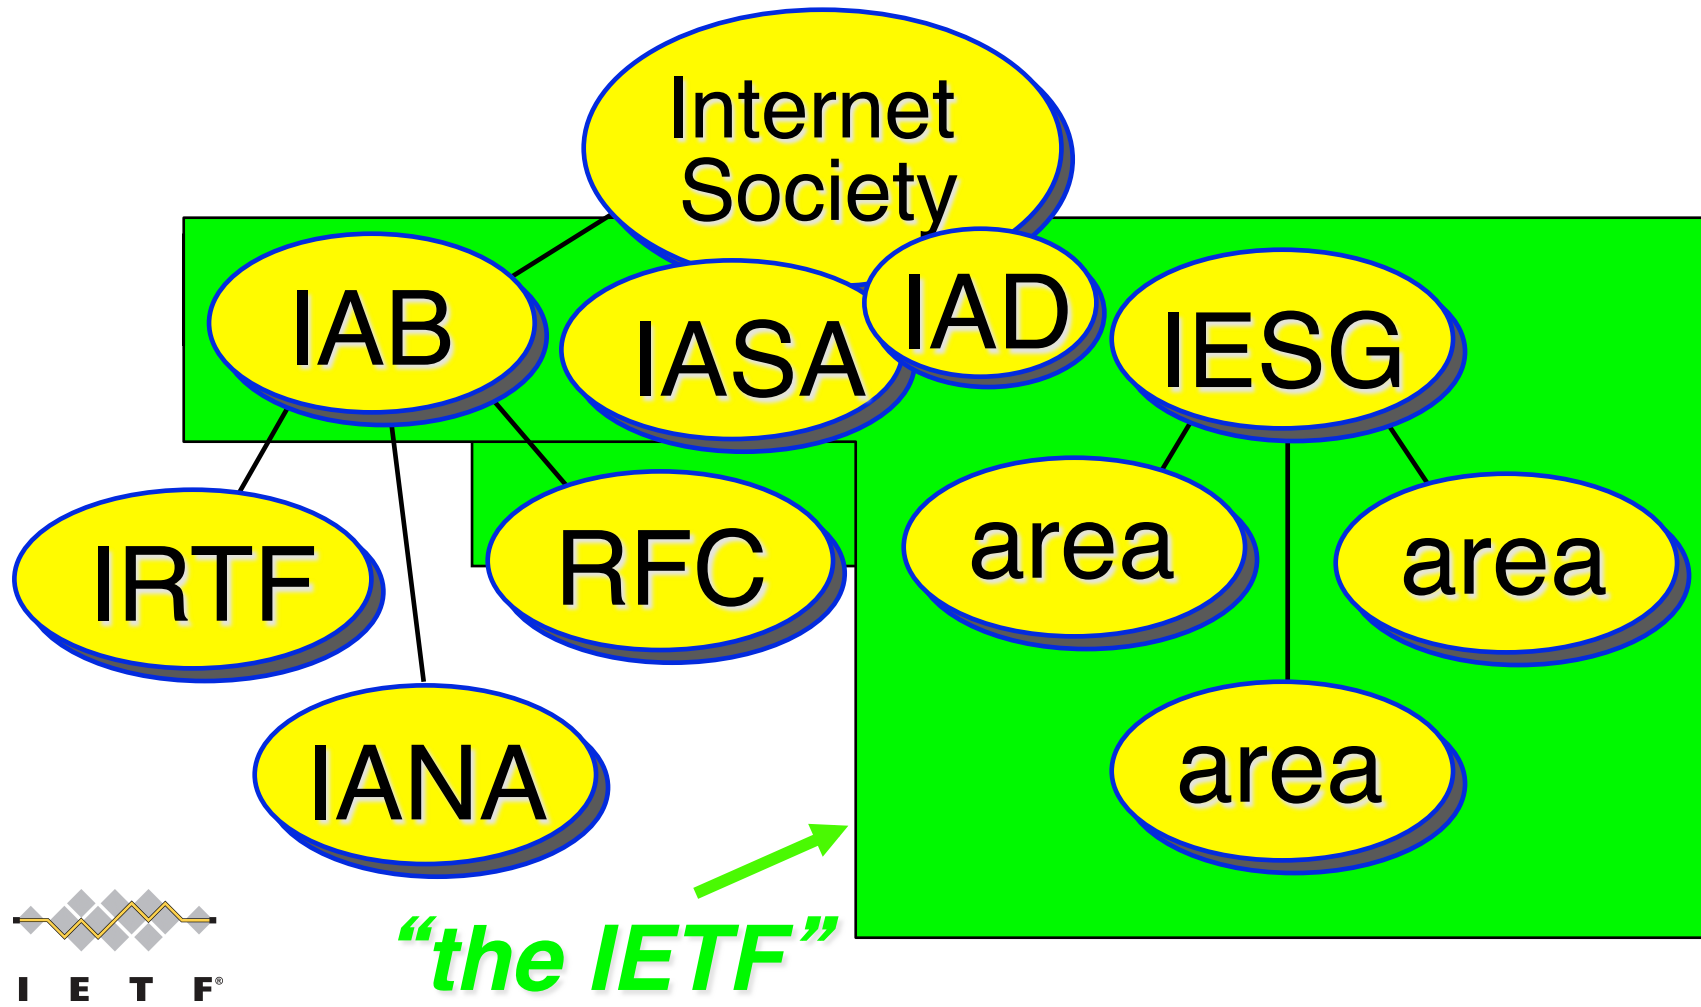 Internet
Society
IAB
IASA
IAD
IESG
IRTF
RFC
area
area
IANA
area
“the IETF”
I E T F®